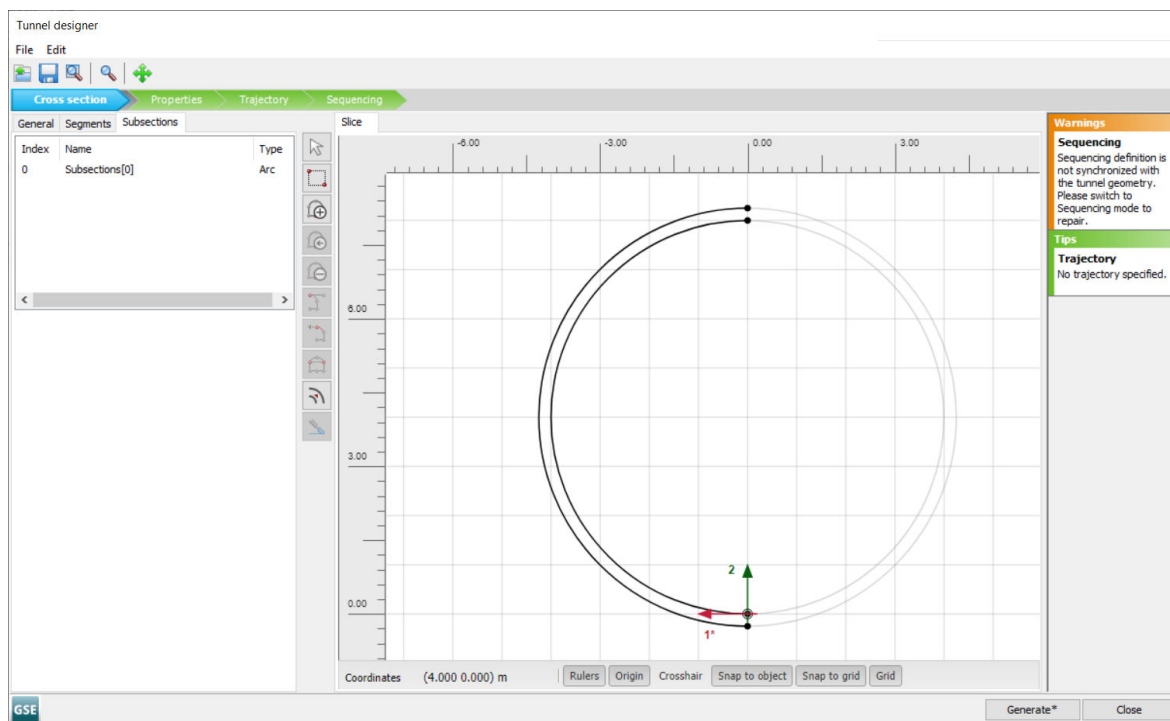 Tunnel designer
File Edit
Cross section Properties Trajectory Sequencing
General Segments Subsections
Index Name Type
0 Subsections[0] Arc
Slice
-6.00 -3.00 0.00 3.00
6.00
3.00
0.00
2
1*
Coordinates (4.000 0.000) m Rulers Origin Crosshair Snap to object Snap to grid Grid
Warnings
Sequencing
Sequencing definition is
not synchronized with
the tunnel geometry.
Please switch to
Sequencing mode to
repair.
Tips
Trajectory
No trajectory specified.
GSE Generate* Close